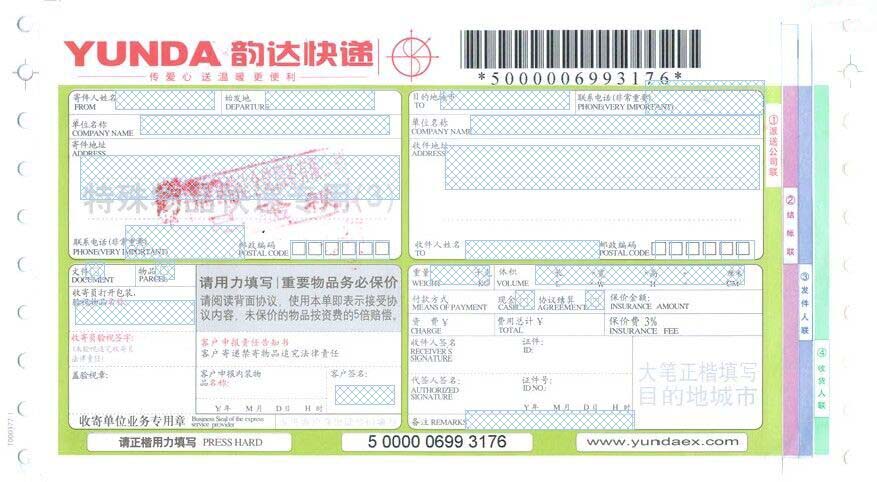 YUNDA 韵达快递
传爱心送温暖更便利
*5000006993176*
寄件人姓名 FROM
始发地 DEPARTURE
单位名称 COMPANY NAME
寄件地址 ADDRESS
特殊物品快递专用(3)
联系电话(非常重要) PHONE(VERY IMPORTANT)
邮政编码 POSTAL CODE
目的地城市
TO
联系电话(非常重要) PHONE(VERY IMPORTANT)
单位名称 COMPANY NAME
收件地址 ADDRESS
收件人姓名 TO
邮政编码 POSTAL CODE
文件 DOCUMENT
物品 PARCEL
收寄员打开包装,
验视物品名称:
收寄员验视签字:
法律责任)
盖验视章:
收寄单位业务专用章
Business Seal of the express service provider
请用力填写|重要物品务必保价
请阅读背面协议,使用本单即表示接受协
议内容,未保价的物品按资费的5倍赔偿。
客户申报责任告知书
客户寄递禁寄物品追究法律责任
客户申报内装物
品名称:
客户签名:
Y年 M月 D日 H时
重量 WEIGHT
千克 KG
体积 VOLUME
长 L
宽 W
高 H
厘米 CM
付款方式 MEANS OF PAYMENT
现金 CASH
协议结算 AGREEMENT
保价金额: INSURANCE AMOUNT
资费¥ CHARGE
费用总计¥ TOTAL
保价费 3% INSURANCE FEE
收件人签名 RECEIVER'S SIGNATURE
证件: ID:
代签人签名: AUTHORIZED SIGNATURE
证件号: ID NO.:
Y年 M月 D日 H时
备注 REMARKS
大笔正楷填写
目的地城市
①派送公司联
②结帐联
③发件人联
④收货人联
请正楷用力填写 PRESS HARD
5 0000 0699 3176
www.yundaex.com